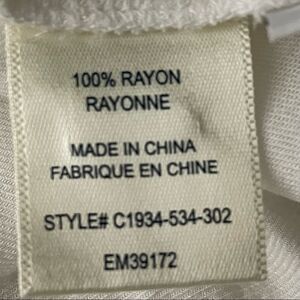 100% RAYON
RAYONNE
MADE IN CHINA
FABRIQUE EN CHINE
STYLE# C1934-534-302
EM39172